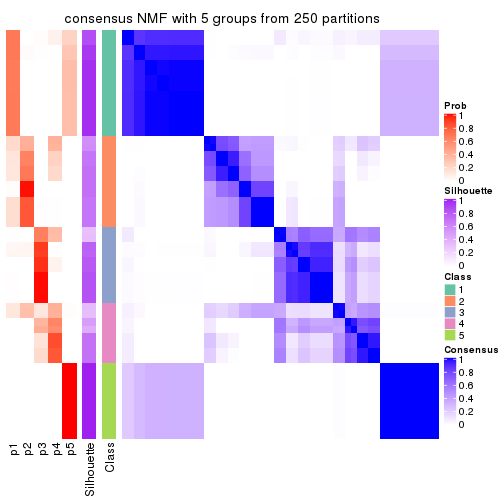 consensus NMF with 5 groups from 250 partitions
Prob
1
0.8
0.6
0.4
0.2
0
Silhouette
1
0.8
0.6
0.4
0.2
0
Class
1
2
3
4
5
Consensus
1
0.8
0.6
0.4
0.2
0
p1
p2
p3
p4
p5
Silhouette
Class